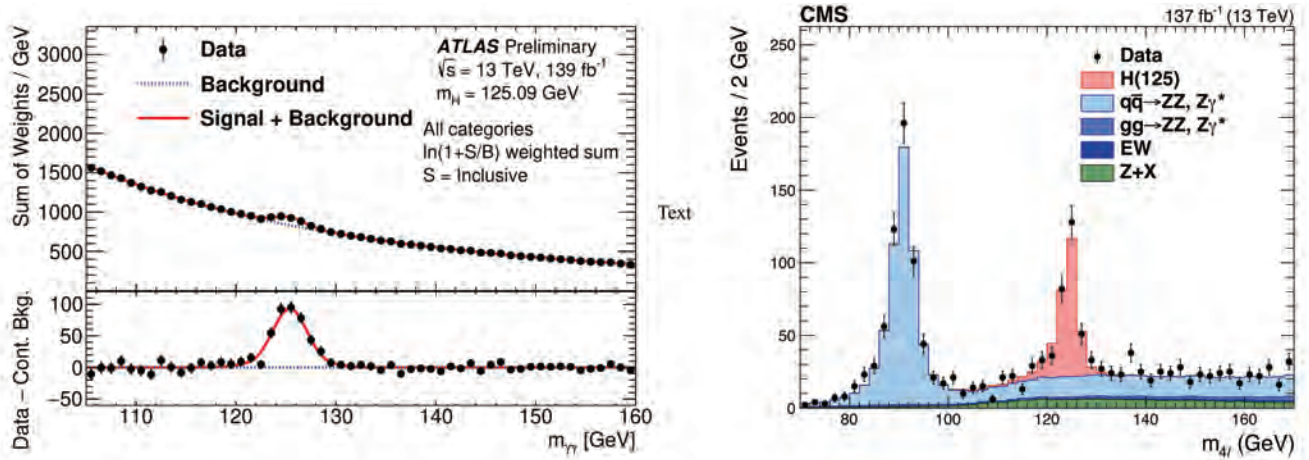 Sum of Weights / GeV
3500
3000
2500
2000
1500
1000
500
Data
Background
Signal + Background
ATLAS Preliminary
√s = 13 TeV, 139 fb⁻¹
m_H = 125.09 GeV
All categories
ln(1+S/B) weighted sum
S = Inclusive
Data − Cont. Bkg.
100
50
0
−50
110 120 130 140 150 160
m_γγ [GeV]
Text
CMS 137 fb⁻¹ (13 TeV)
Events / 2 GeV
250
200
150
100
50
0
Data
H(125)
qq̄→ZZ, Zγ*
gg→ZZ, Zγ*
EW
Z+X
80 100 120 140 160
m_4l (GeV)